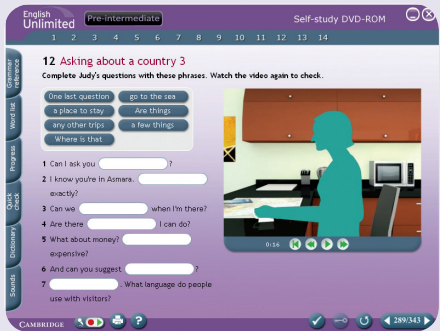 English
Unlimited
Pre-intermediate
Self-study DVD-ROM
1 2 3 4 5 6 7 8 9 10 11 12 13 14
Grammar
reference
Word list
Progress
Quick
check
Dictionary
Sounds
12 Asking about a country 3
Complete Judy's questions with these phrases. Watch the video again to check.
One last question
go to the sea
a place to stay
Are things
any other trips
a few things
Where is that
1 Can I ask you ?
2 I know you're in Asmara.
exactly?
3 Can we when I'm there?
4 Are there I can do?
5 What about money?
expensive?
6 And can you suggest ?
7 . What language do people
use with visitors?
0:16
CAMBRIDGE
?
289/343